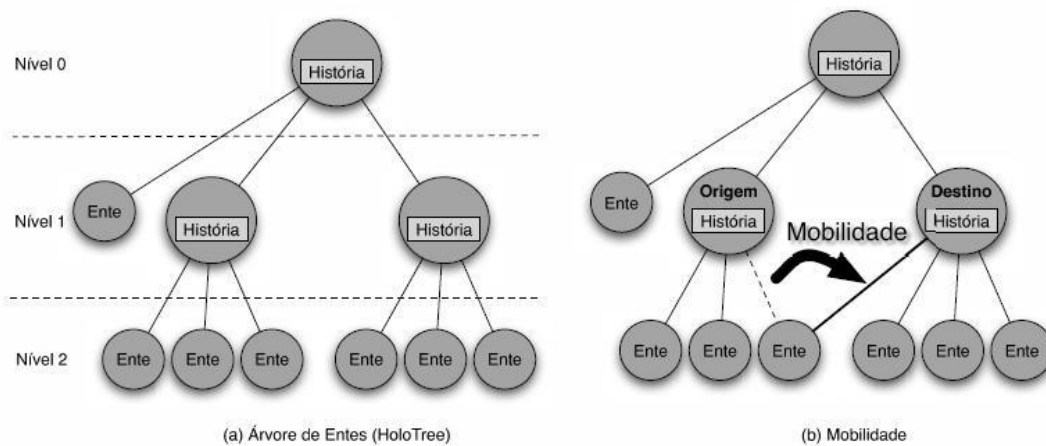 Nível 0
História
História
Nível 1
Ente
História
História
Ente
Origem
História
Destino
História
Mobilidade
Nível 2
Ente
Ente
Ente
Ente
Ente
Ente
Ente
Ente
Ente
Ente
Ente
Ente
(a) Árvore de Entes (HoloTree)
(b) Mobilidade